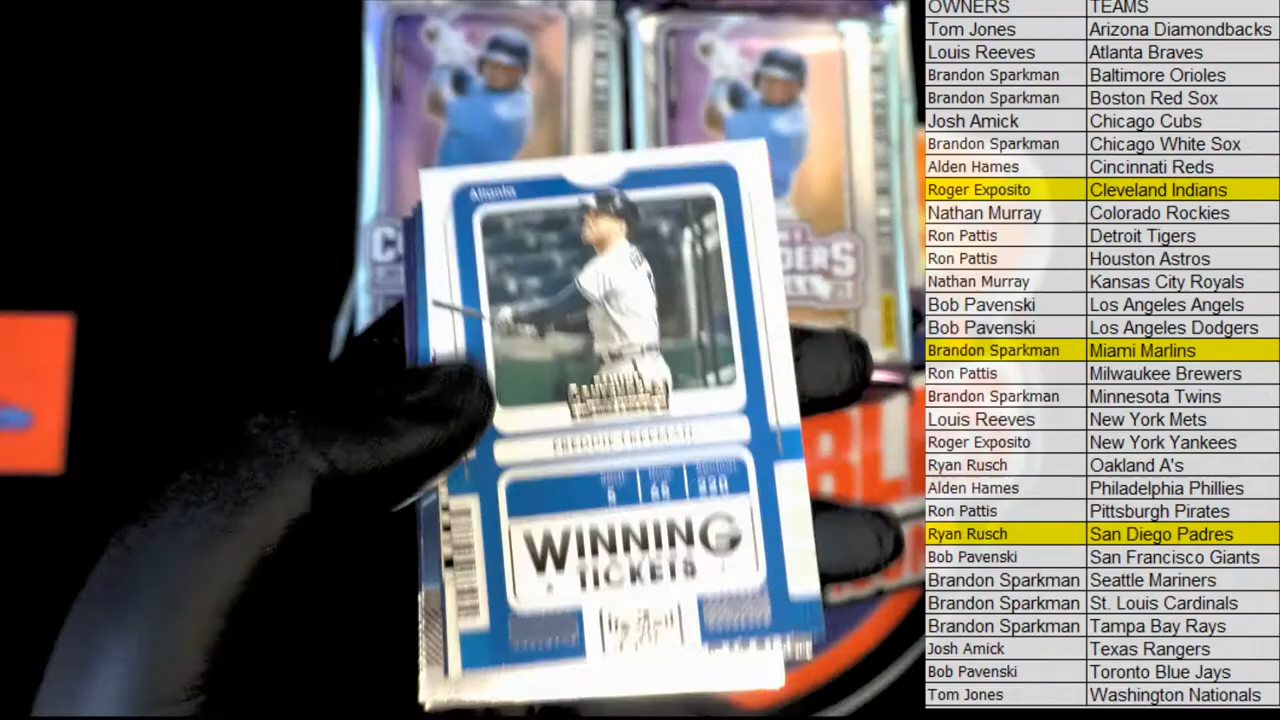 Atlanta
WINNING
TICKETS
OWNERS TEAMS
Tom Jones Arizona Diamondbacks
Louis Reeves Atlanta Braves
Brandon Sparkman Baltimore Orioles
Brandon Sparkman Boston Red Sox
Josh Amick Chicago Cubs
Brandon Sparkman Chicago White Sox
Alden Hames Cincinnati Reds
Roger Exposito Cleveland Indians
Nathan Murray Colorado Rockies
Ron Pattis Detroit Tigers
Ron Pattis Houston Astros
Nathan Murray Kansas City Royals
Bob Pavenski Los Angeles Angels
Bob Pavenski Los Angeles Dodgers
Brandon Sparkman Miami Marlins
Ron Pattis Milwaukee Brewers
Brandon Sparkman Minnesota Twins
Louis Reeves New York Mets
Roger Exposito New York Yankees
Ryan Rusch Oakland A's
Alden Hames Philadelphia Phillies
Ron Pattis Pittsburgh Pirates
Ryan Rusch San Diego Padres
Bob Pavenski San Francisco Giants
Brandon Sparkman Seattle Mariners
Brandon Sparkman St. Louis Cardinals
Brandon Sparkman Tampa Bay Rays
Josh Amick Texas Rangers
Bob Pavenski Toronto Blue Jays
Tom Jones Washington Nationals